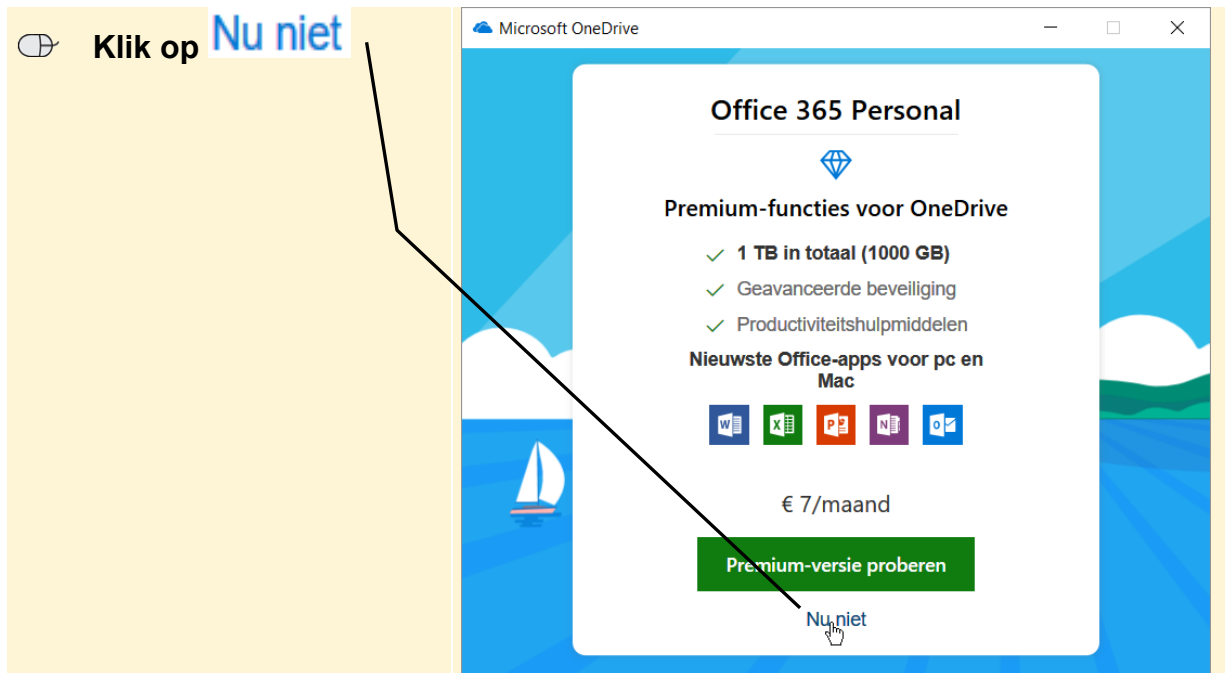 Klik op Nu niet
Microsoft OneDrive
Office 365 Personal
Premium-functies voor OneDrive
1 TB in totaal (1000 GB)
Geavanceerde beveiliging
Productiviteitshulpmiddelen
Nieuwste Office-apps voor pc en
Mac
W X P N O
€ 7/maand
Premium-versie proberen
Nu niet